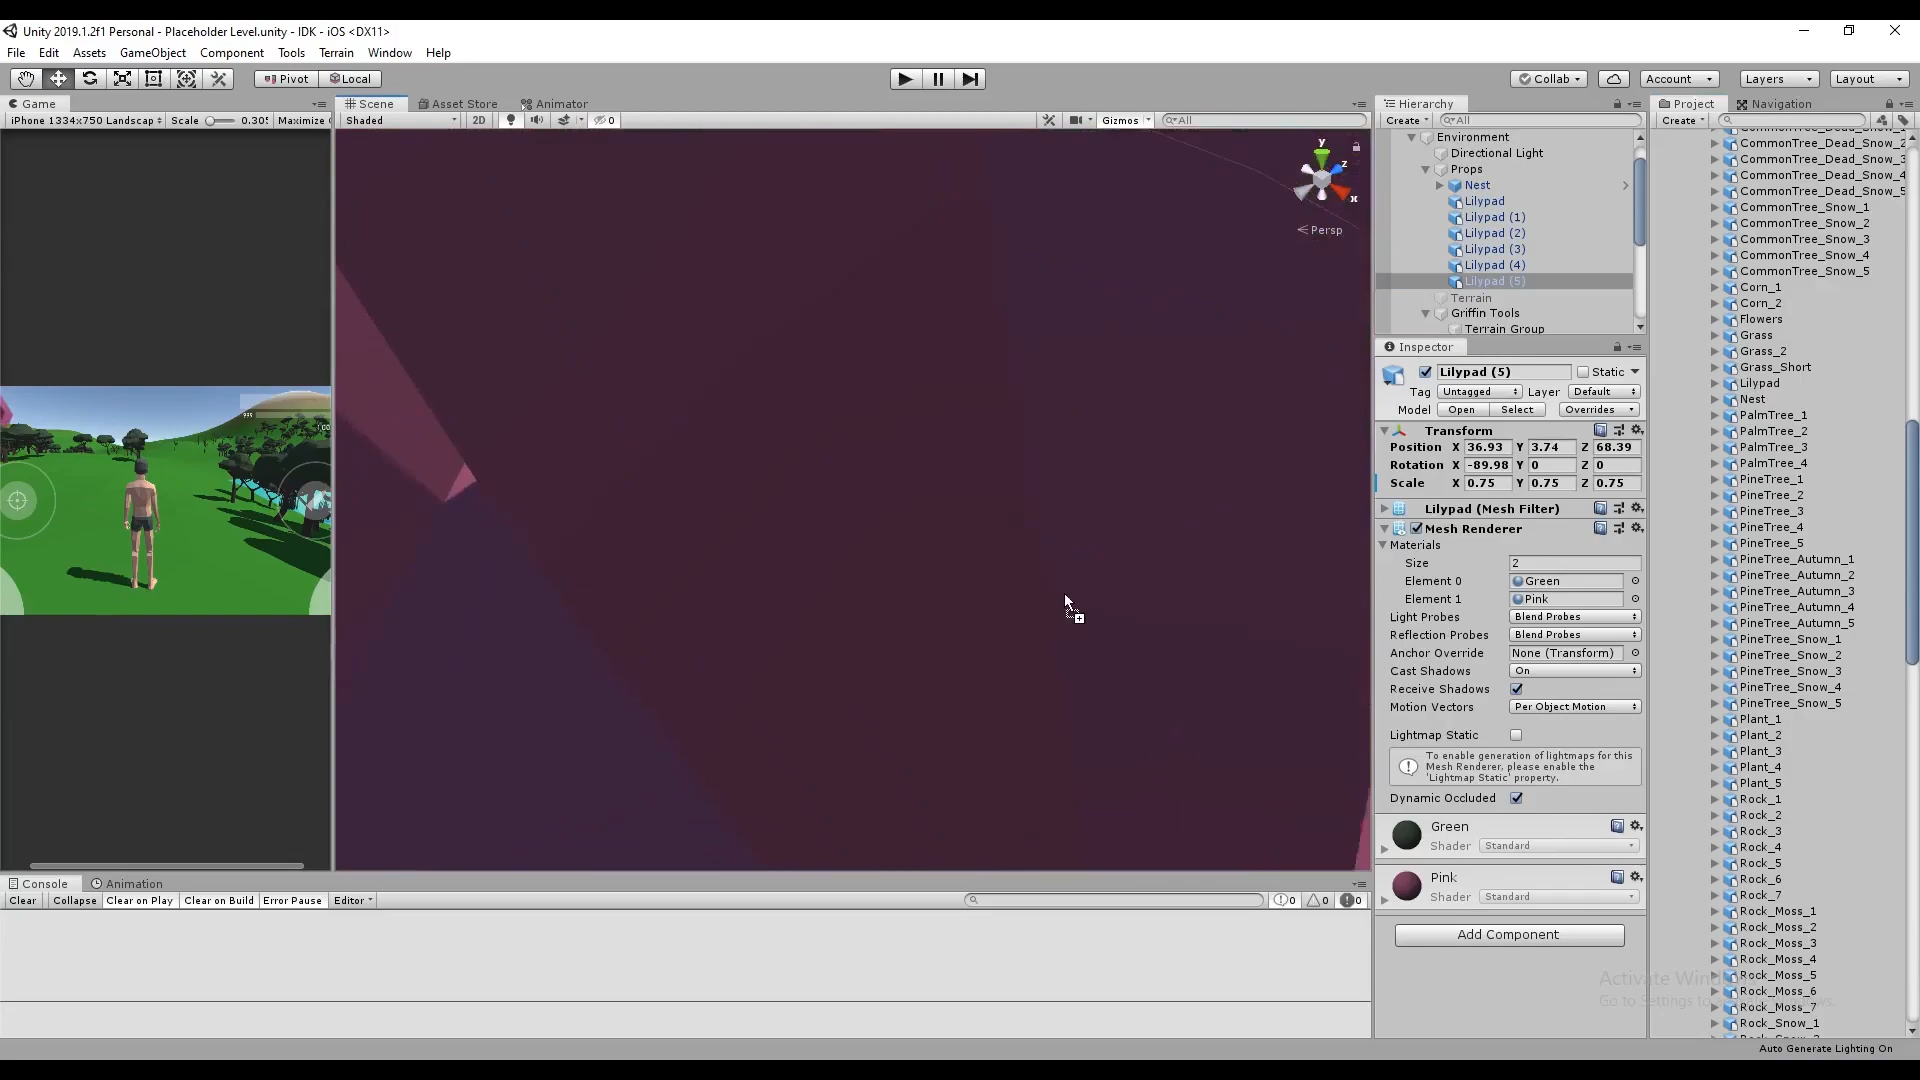 Unity 2019.1.2f1 Personal - Placeholder Level.unity - IDK - iOS <DX11>
File Edit Assets GameObject Component Tools Terrain Window Help
Pivot Local Collab Account Layers Layout
Game
iPhone 1334x750 Landscap Scale 0.30 Maximize
100
Scene Asset Store Animator
Shaded 2D 0 Gizmos All
y
z
x
Persp
Hierarchy
Create All
Environment
Directional Light
Props
Nest
Lilypad
Lilypad (1)
Lilypad (2)
Lilypad (3)
Lilypad (4)
Lilypad (5)
Terrain
Griffin Tools
Terrain Group
Inspector
Lilypad (5) Static
Tag Untagged Layer Default
Model Open Select Overrides
Transform
Position X 36.93 Y 3.74 Z 68.39
Rotation X -89.98 Y 0 Z 0
Scale X 0.75 Y 0.75 Z 0.75
Lilypad (Mesh Filter)
Mesh Renderer
Materials
Size 2
Element 0 Green
Element 1 Pink
Light Probes Blend Probes
Reflection Probes Blend Probes
Anchor Override None (Transform)
Cast Shadows On
Receive Shadows
Motion Vectors Per Object Motion
Lightmap Static
To enable generation of lightmaps for this
Mesh Renderer, please enable the
'Lightmap Static' property.
Dynamic Occluded
Green
Shader Standard
Pink
Shader Standard
Add Component
Project Navigation
Create
CommonTree_Dead_Snow_1
CommonTree_Dead_Snow_2
CommonTree_Dead_Snow_3
CommonTree_Dead_Snow_4
CommonTree_Dead_Snow_5
CommonTree_Snow_1
CommonTree_Snow_2
CommonTree_Snow_3
CommonTree_Snow_4
CommonTree_Snow_5
Corn_1
Corn_2
Flowers
Grass
Grass_2
Grass_Short
Lilypad
Nest
PalmTree_1
PalmTree_2
PalmTree_3
PalmTree_4
PineTree_1
PineTree_2
PineTree_3
PineTree_4
PineTree_5
PineTree_Autumn_1
PineTree_Autumn_2
PineTree_Autumn_3
PineTree_Autumn_4
PineTree_Autumn_5
PineTree_Snow_1
PineTree_Snow_2
PineTree_Snow_3
PineTree_Snow_4
PineTree_Snow_5
Plant_1
Plant_2
Plant_3
Plant_4
Plant_5
Rock_1
Rock_2
Rock_3
Rock_4
Rock_5
Rock_6
Rock_7
Rock_Moss_1
Rock_Moss_2
Rock_Moss_3
Rock_Moss_4
Rock_Moss_5
Rock_Moss_6
Rock_Moss_7
Rock_Snow_1
Activate Win
Go to Settings to
Console Animation
Clear Collapse Clear on Play Clear on Build Error Pause Editor 0 0 0
Auto Generate Lighting On